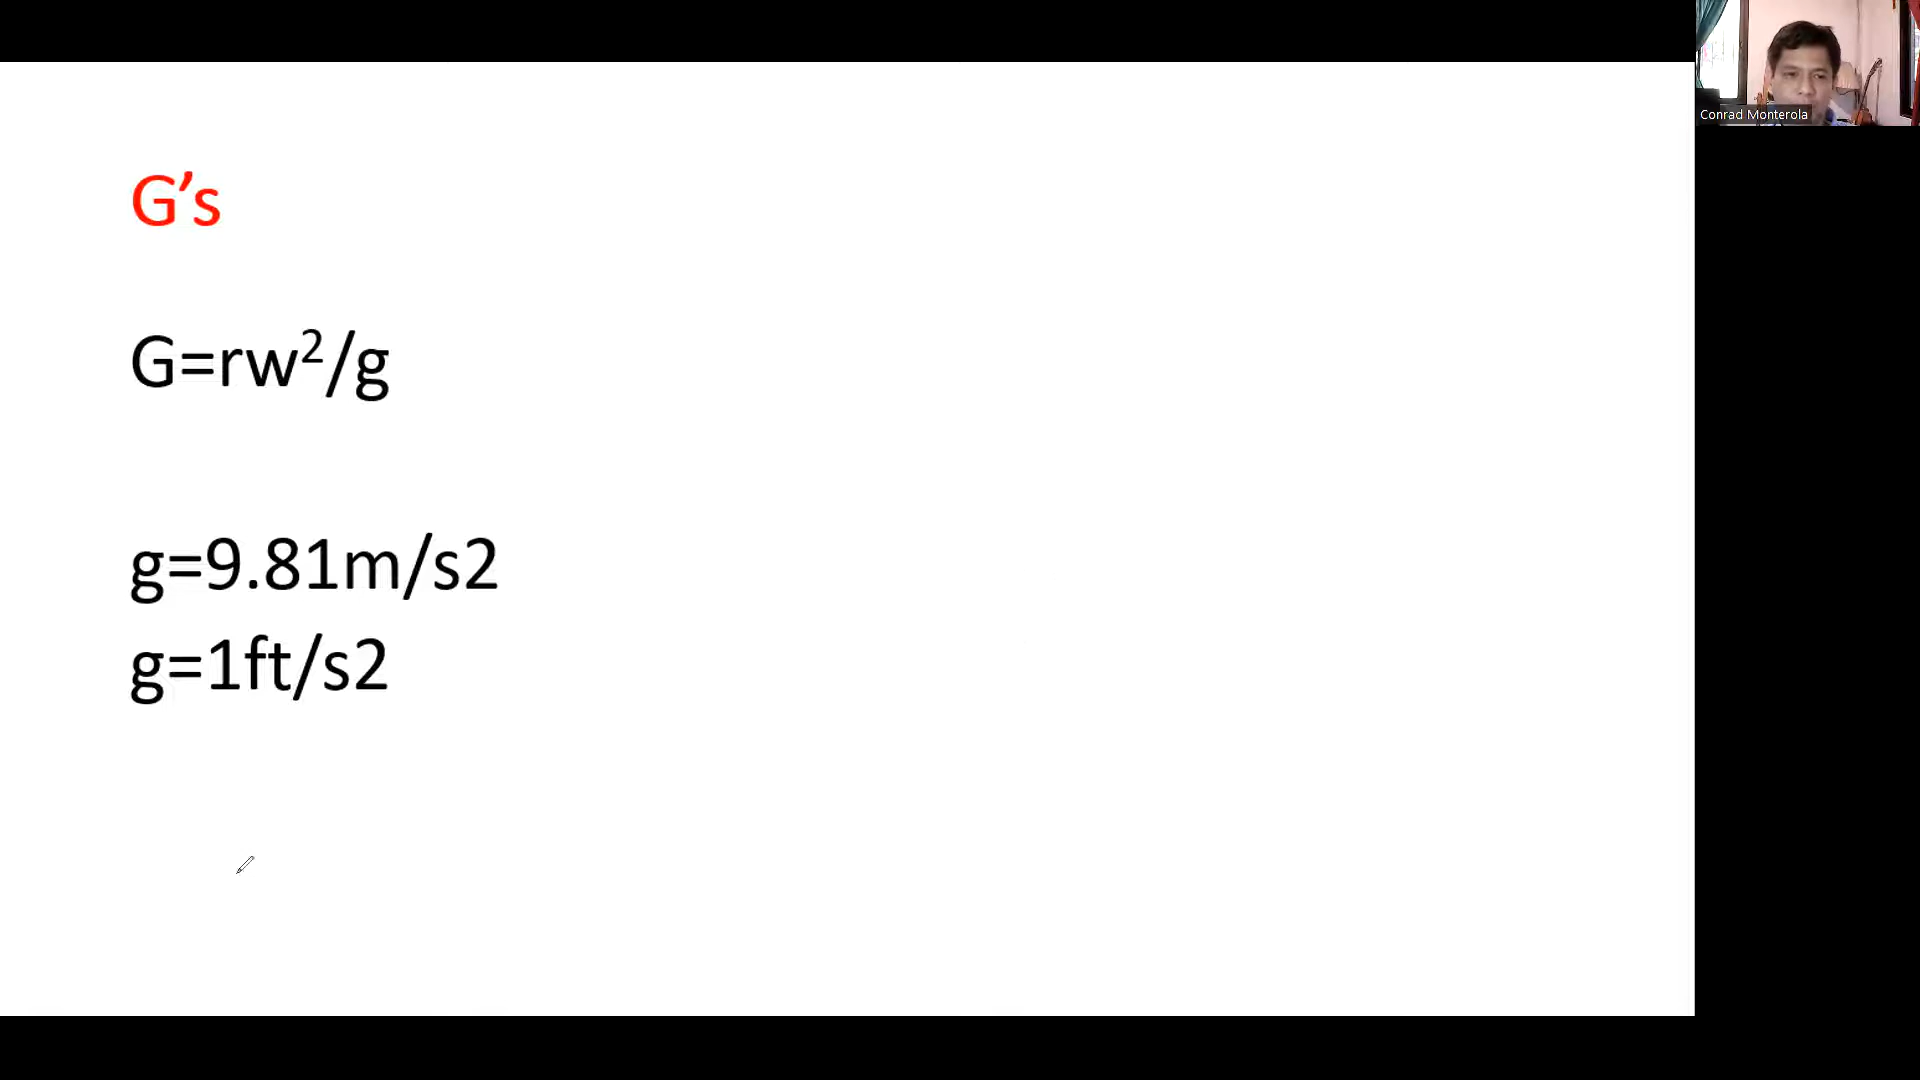 Conrad Monterola
G’s
G=rw²/g
g=9.81m/s2
g=1ft/s2